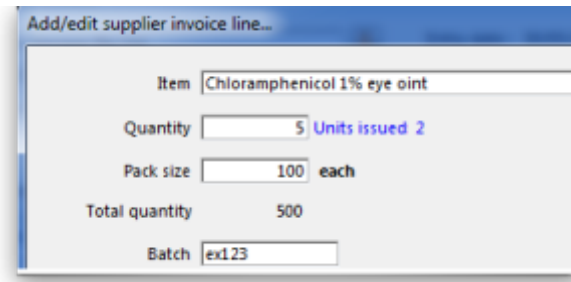 Add/edit supplier invoice line...
Item Chloramphenicol 1% eye oint
Quantity 5 Units issued 2
Pack size 100 each
Total quantity 500
Batch ex123